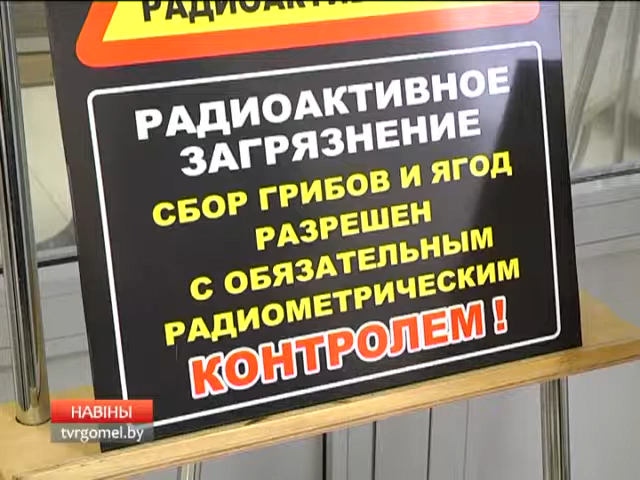 РАДИОАКТИВНОЕ
ЗАГРЯЗНЕНИЕ
СБОР ГРИБОВ И ЯГОД
РАЗРЕШЕН
С ОБЯЗАТЕЛЬНЫМ
РАДИОМЕТРИЧЕСКИМ
КОНТРОЛЕМ!
НАВІНЫ
tvrgomel.by